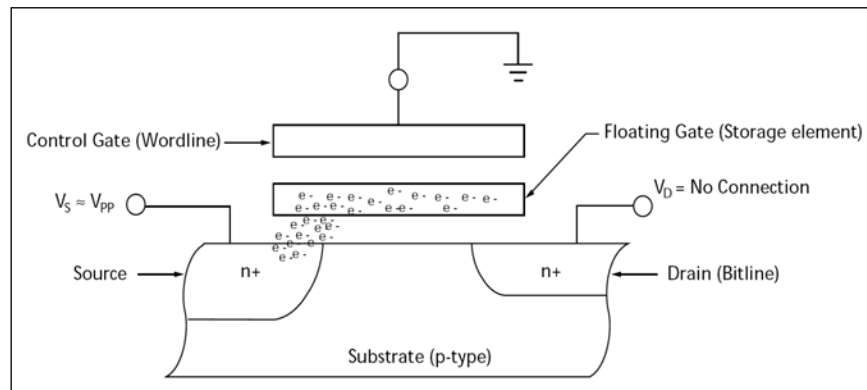 Control Gate (Wordline)
Floating Gate (Storage element)
e- e- e- e- e- e- e- e- e- e- e- e- e- e-
V_S ≈ V_PP
V_D = No Connection
e- e- e- e- e- e- e- e- e- e- e-
Source
n+
n+
Drain (Bitline)
Substrate (p-type)